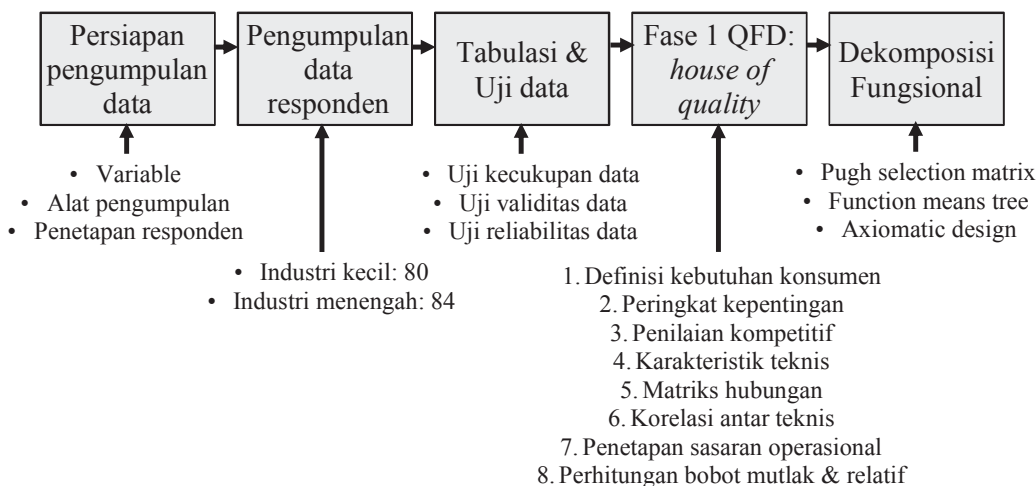 Persiapan
pengumpulan
data
Pengumpulan
data
responden
Tabulasi &
Uji data
Fase 1 QFD:
house of
quality
Dekomposisi
Fungsional
• Variable
• Alat pengumpulan
• Penetapan responden
• Industri kecil: 80
• Industri menengah: 84
• Uji kecukupan data
• Uji validitas data
• Uji reliabilitas data
1. Definisi kebutuhan konsumen
2. Peringkat kepentingan
3. Penilaian kompetitif
4. Karakteristik teknis
5. Matriks hubungan
6. Korelasi antar teknis
7. Penetapan sasaran operasional
8. Perhitungan bobot mutlak & relatif
• Pugh selection matrix
• Function means tree
• Axiomatic design